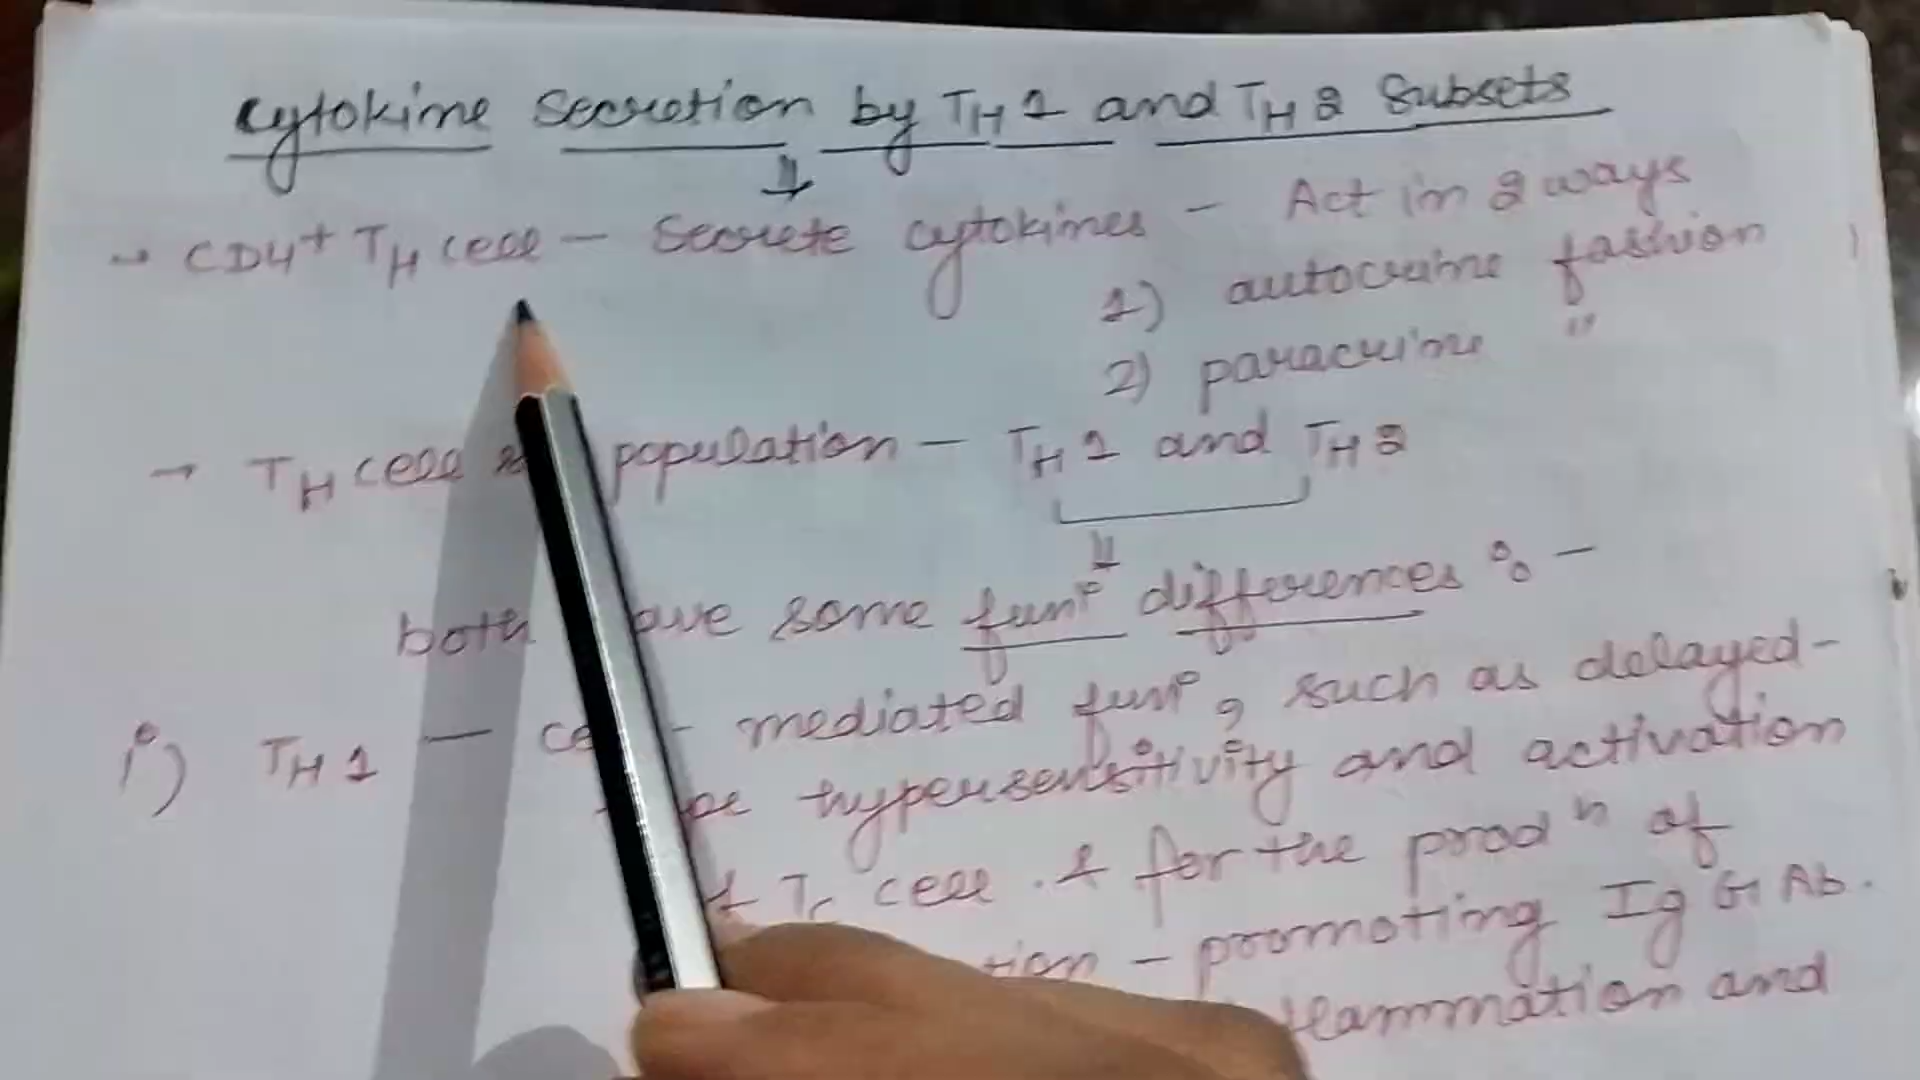 Cytokine Secretion by TH1 and TH2 Subsets
→ CD4+ TH cell — Secrete cytokines — Act in 2 ways
1) autocrine fashion
2) paracrine "
→ TH cell population — TH1 and TH2
both some funⁿ differences :-
i) TH1 — mediated funⁿ, such as delayed-
hypersensitivity and activation
Tc cell . & for the prodⁿ of
— promoting IgG Ab.
and